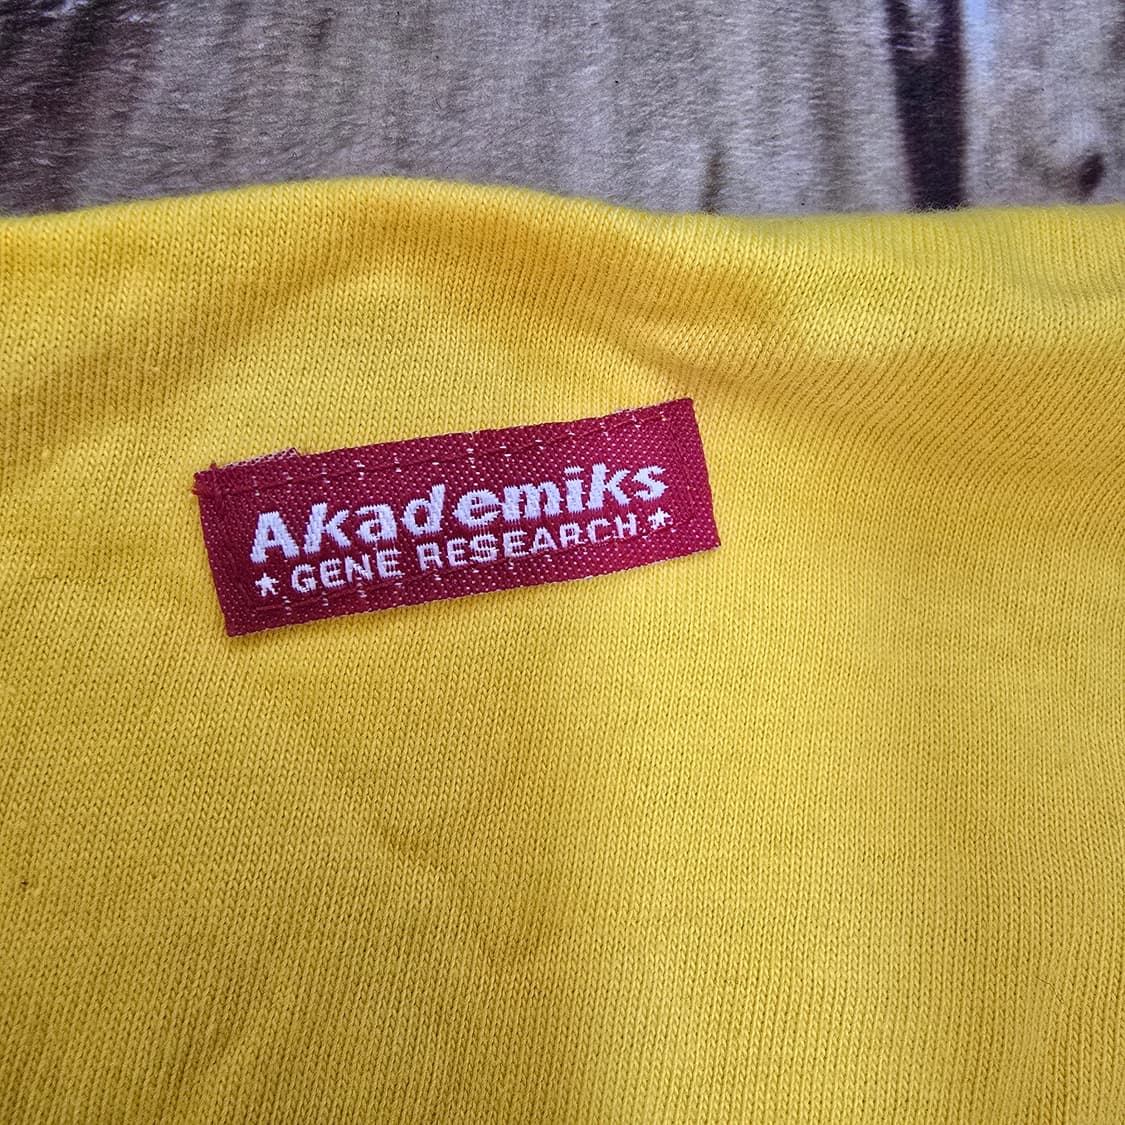 Akademiks
★ GENE RESEARCH ★